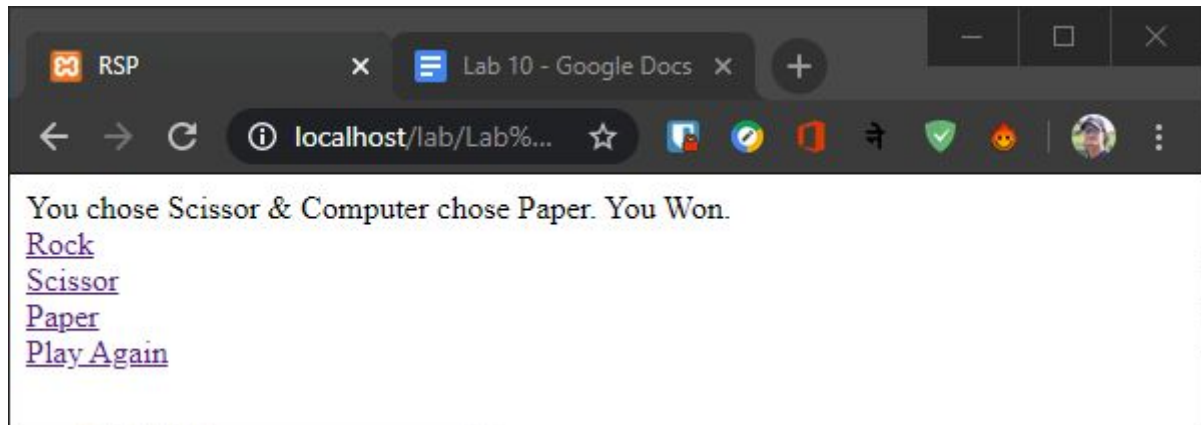 RSP
Lab 10 - Google Docs
localhost/lab/Lab%...
ने
You chose Scissor & Computer chose Paper. You Won.
Rock
Scissor
Paper
Play Again